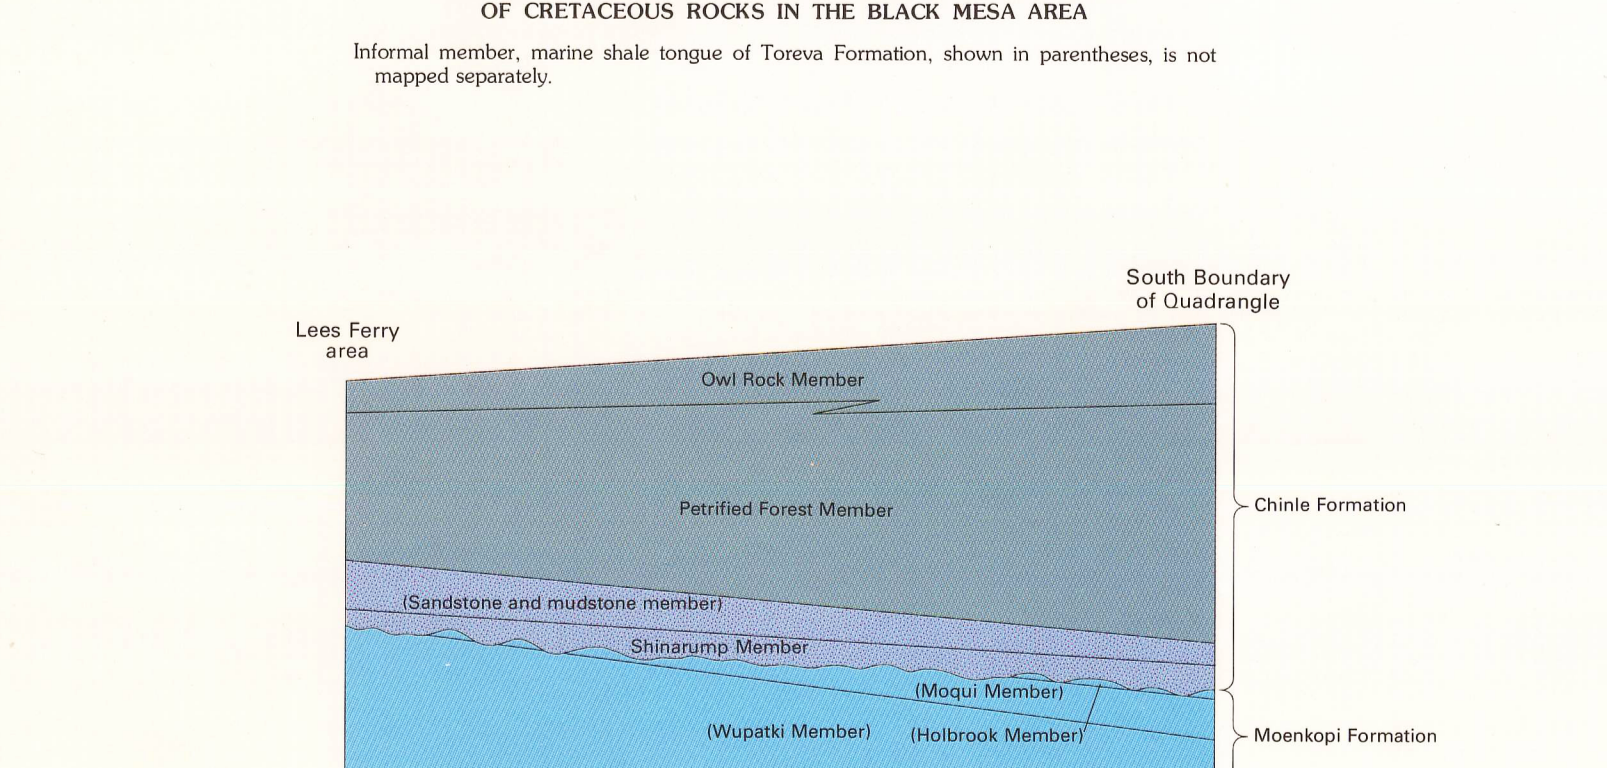 OF CRETACEOUS ROCKS IN THE BLACK MESA AREA
Informal member, marine shale tongue of Toreva Formation, shown in parentheses, is not
mapped separately.
South Boundary
of Quadrangle
Lees Ferry
area
Owl Rock Member
Petrified Forest Member
Chinle Formation
(Sandstone and mudstone member)
Shinarump Member
(Moqui Member)
(Wupatki Member)
(Holbrook Member)
Moenkopi Formation